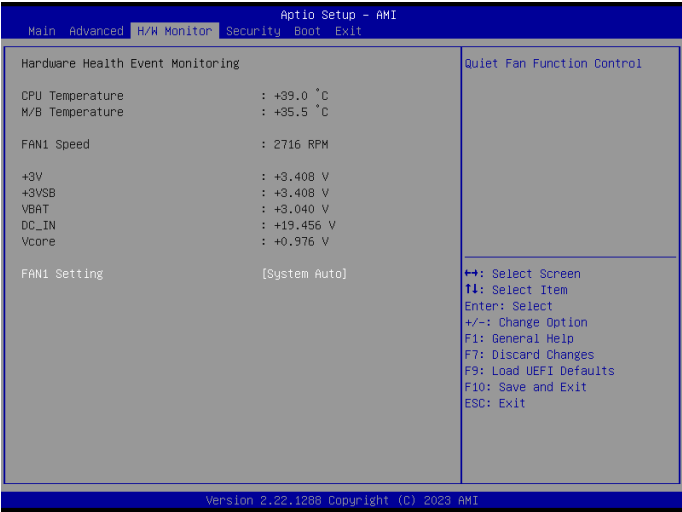 Aptio Setup - AMI
Main Advanced H/W Monitor Security Boot Exit
Hardware Health Event Monitoring
CPU Temperature : +39.0 °C
M/B Temperature : +35.5 °C
FAN1 Speed : 2716 RPM
+3V : +3.408 V
+3VSB : +3.408 V
VBAT : +3.040 V
DC_IN : +19.456 V
Vcore : +0.976 V
FAN1 Setting [System Auto]
Quiet Fan Function Control
↔: Select Screen
↑↓: Select Item
Enter: Select
+/-: Change Option
F1: General Help
F7: Discard Changes
F9: Load UEFI Defaults
F10: Save and Exit
ESC: Exit
Version 2.22.1288 Copyright (C) 2023 AMI